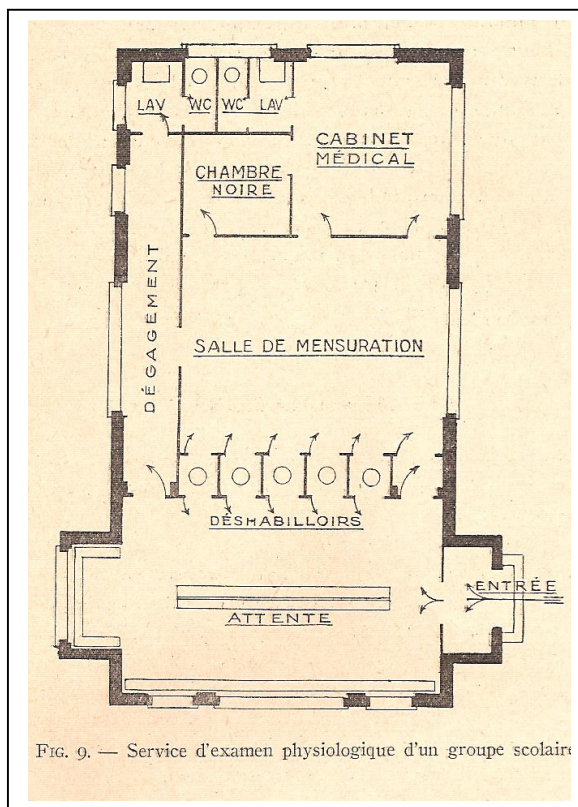 LAV WC WC LAV
CABINET
MÉDICAL
CHAMBRE
NOIRE
DÉGAGEMENT
SALLE DE MENSURATION
DÉSHABILLOIRS
ENTRÉE
ATTENTE
FIG. 9. — Service d'examen physiologique d'un groupe scolaire